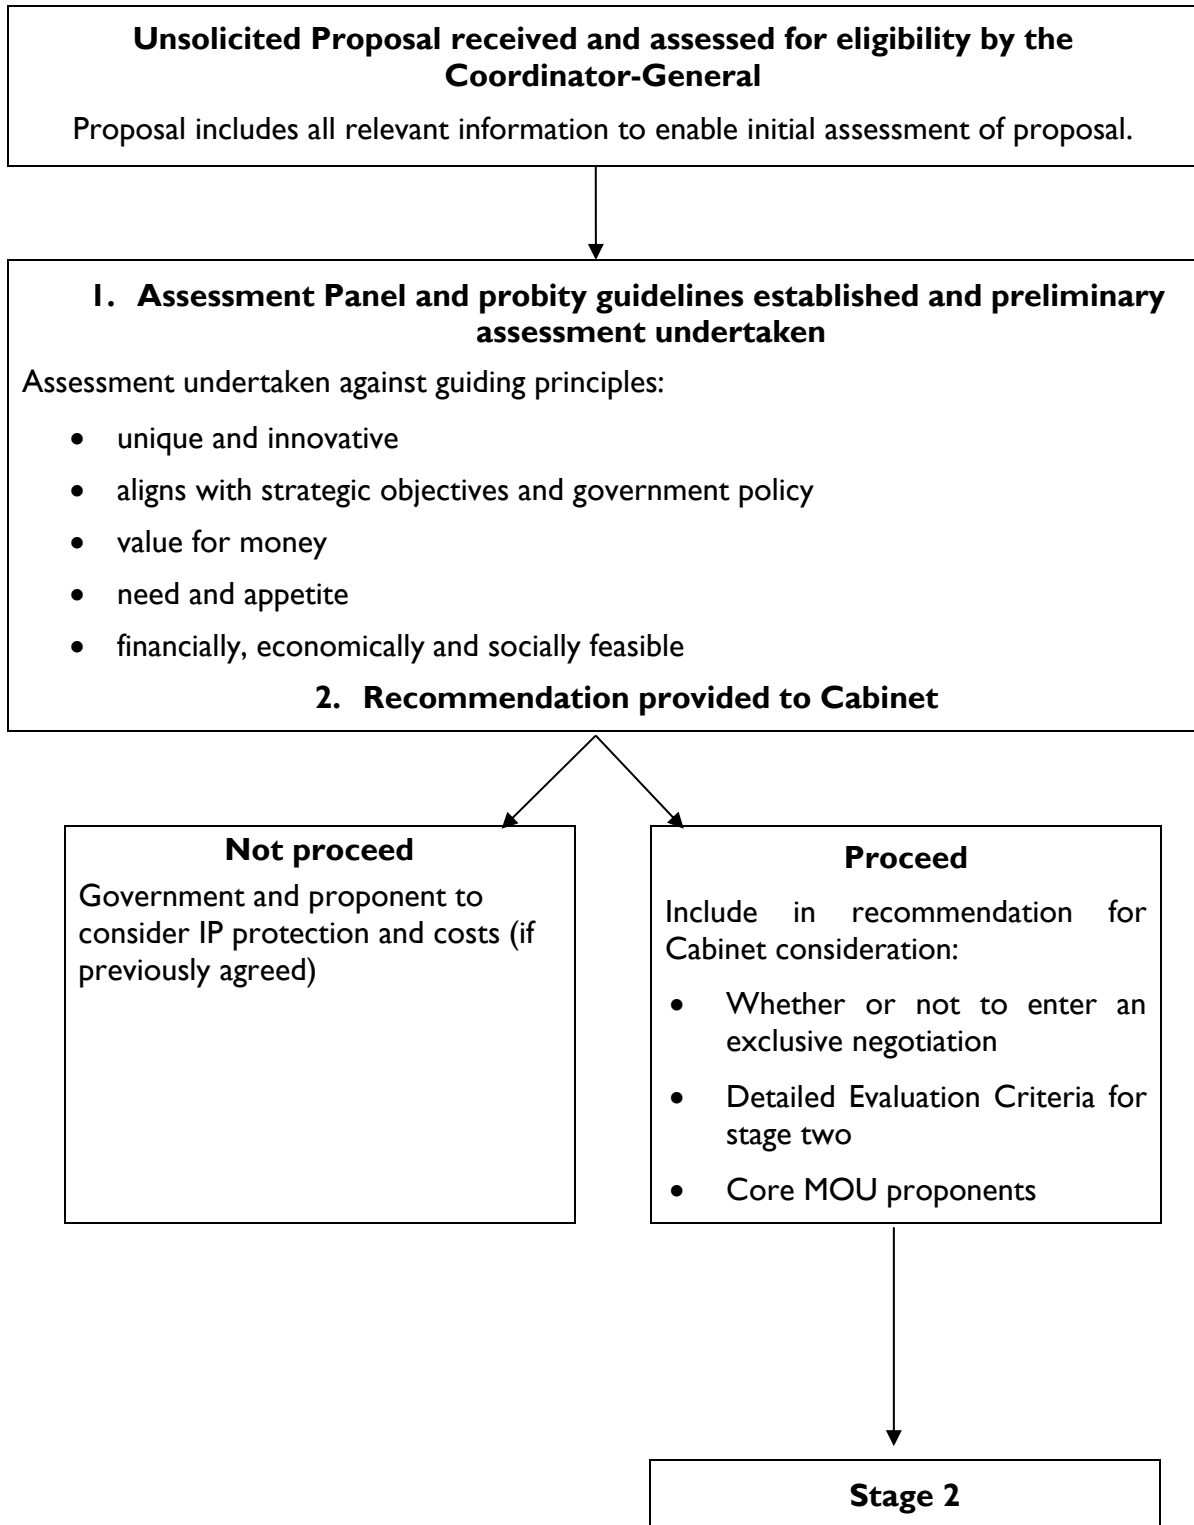 Unsolicited Proposal received and assessed for eligibility by the
Coordinator-General
Proposal includes all relevant information to enable initial assessment of proposal.
1. Assessment Panel and probity guidelines established and preliminary
assessment undertaken
Assessment undertaken against guiding principles:
• unique and innovative
• aligns with strategic objectives and government policy
• value for money
• need and appetite
• financially, economically and socially feasible
2. Recommendation provided to Cabinet
Not proceed
Government and proponent to
consider IP protection and costs (if
previously agreed)
Proceed
Include in recommendation for
Cabinet consideration:
• Whether or not to enter an
exclusive negotiation
• Detailed Evaluation Criteria for
stage two
• Core MOU proponents
Stage 2